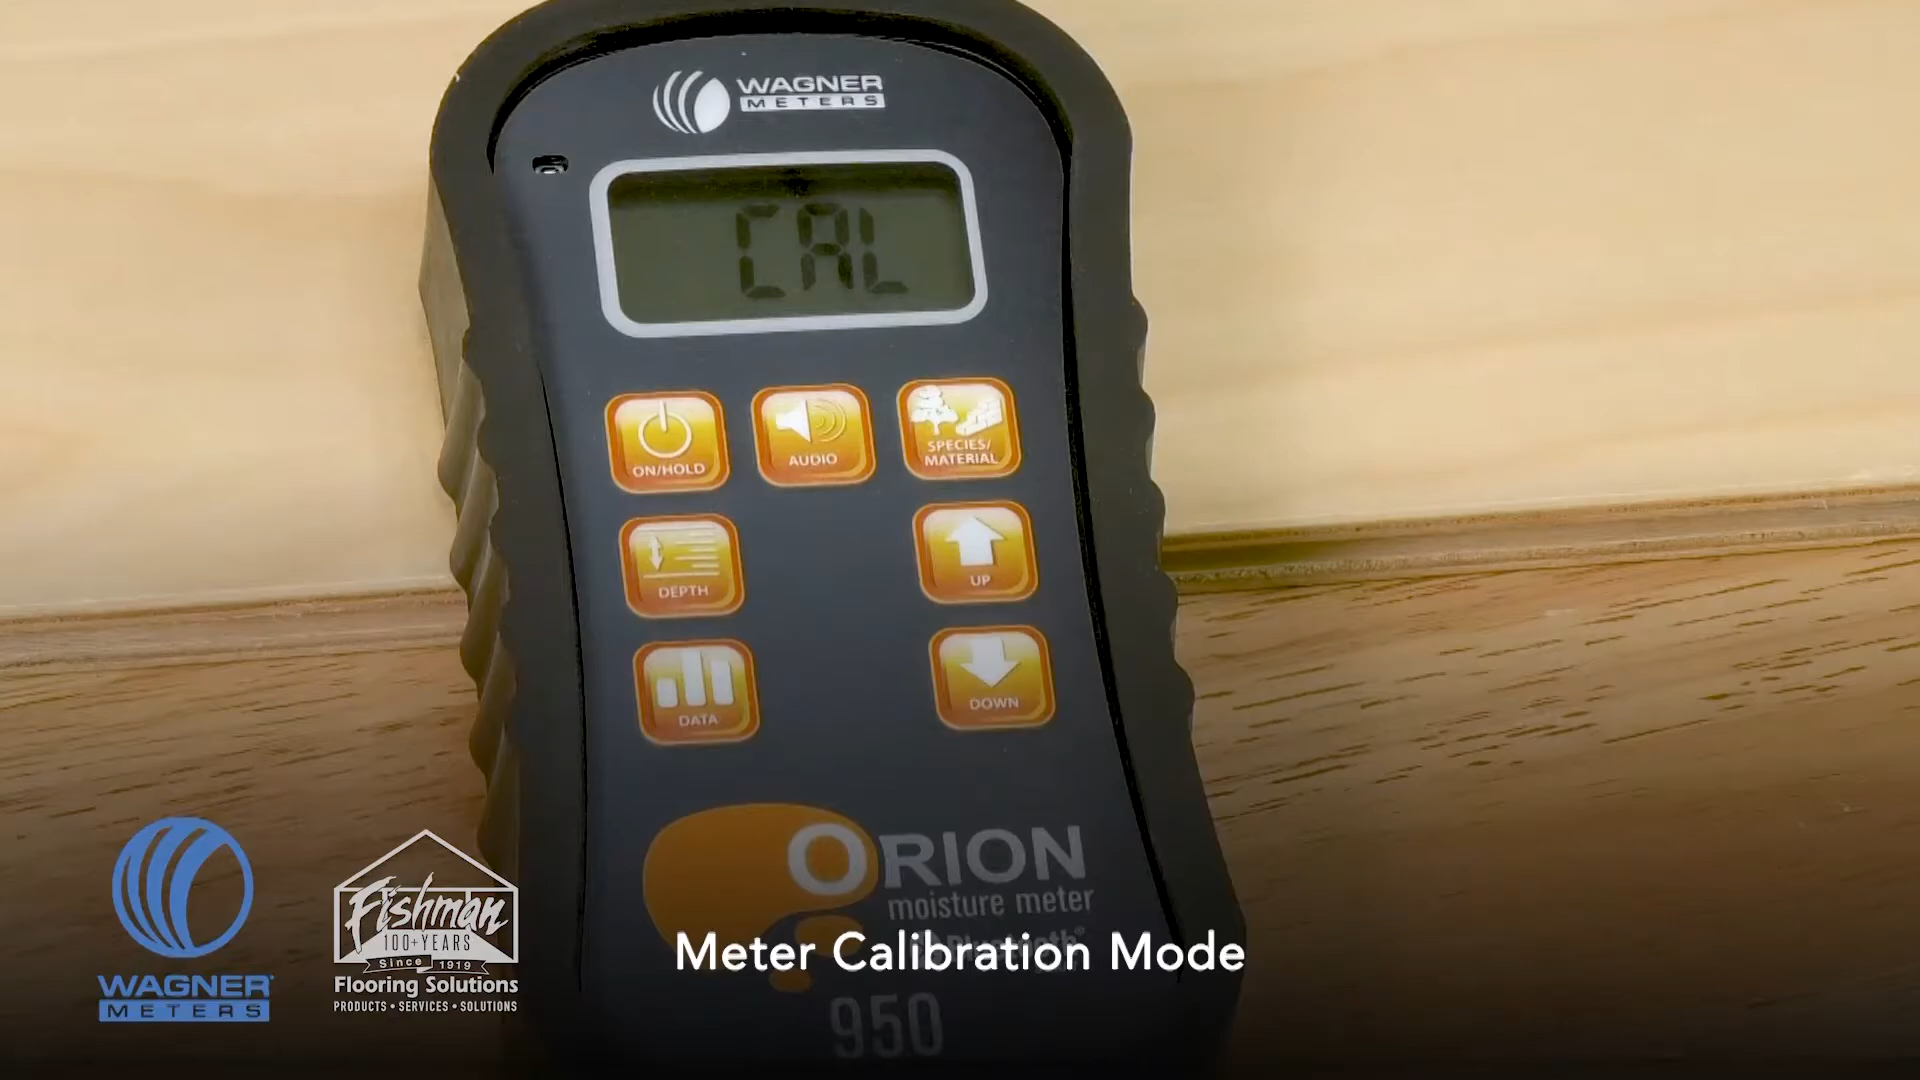 WAGNER
METERS
CAL
ON/HOLD
AUDIO
SPECIES/
MATERIAL
DEPTH
UP
DATA
DOWN
ORION
moisture meter
Bluetooth®
950
Meter Calibration Mode
WAGNER
METERS
Fishman
100+YEARS
Since 1919
Flooring Solutions
PRODUCTS • SERVICES • SOLUTIONS